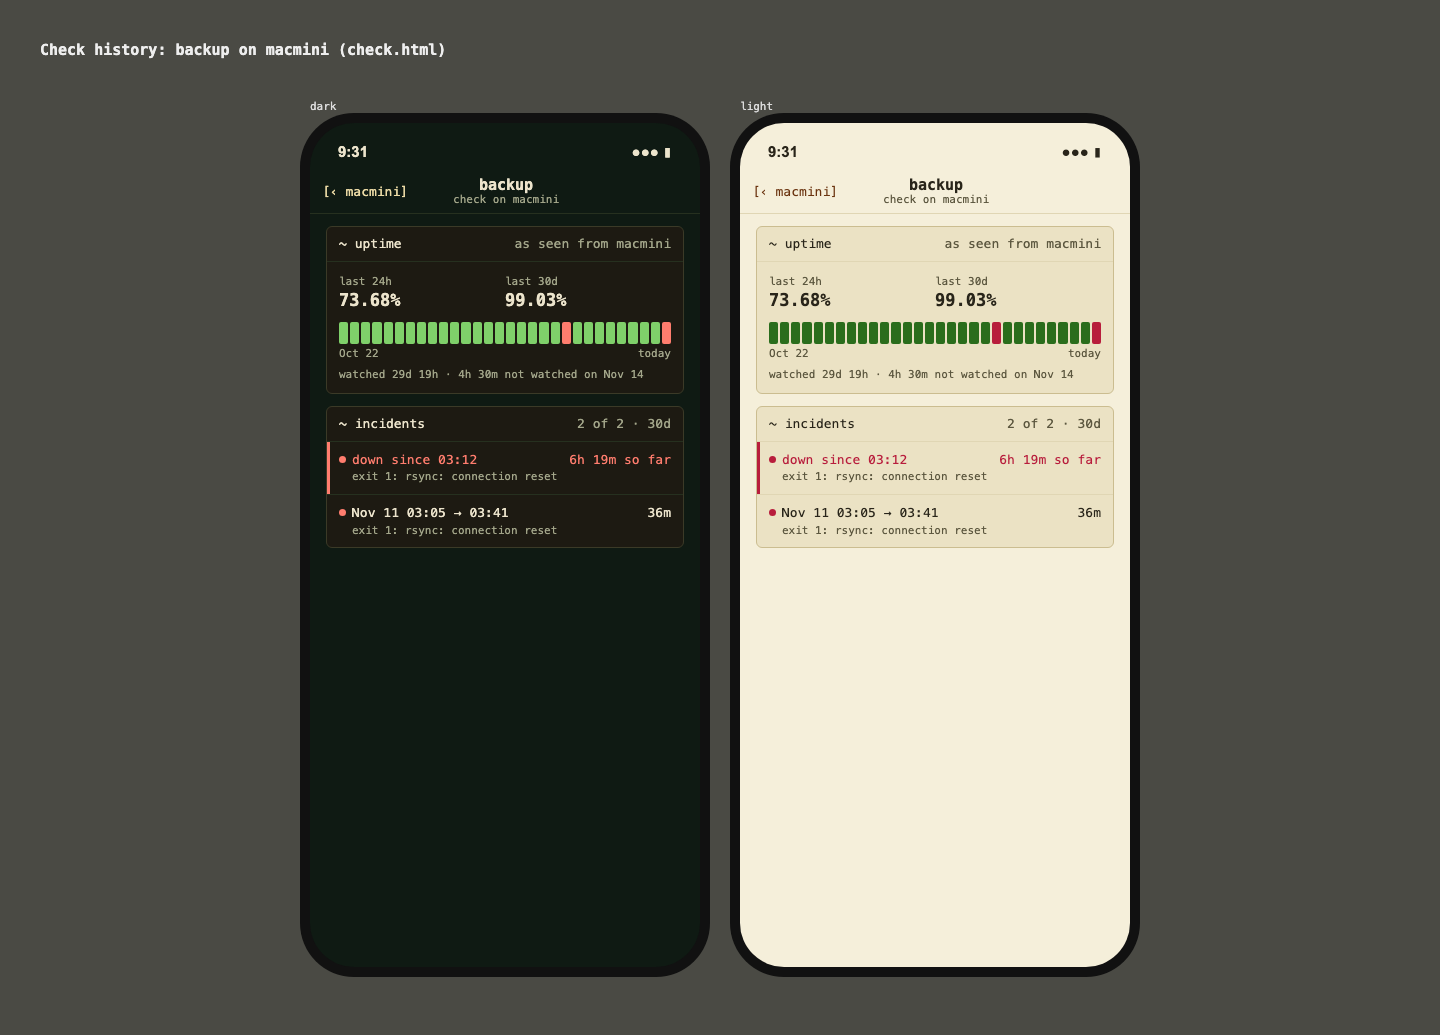 Check history: backup on macmini (check.html)
dark
9:31
[‹ macmini]
backup
check on macmini
~ uptime as seen from macmini
last 24h last 30d
73.68% 99.03%
Oct 22 today
watched 29d 19h · 4h 30m not watched on Nov 14
~ incidents 2 of 2 · 30d
down since 03:12 6h 19m so far
exit 1: rsync: connection reset
Nov 11 03:05 → 03:41 36m
exit 1: rsync: connection reset
light
9:31
[‹ macmini]
backup
check on macmini
~ uptime as seen from macmini
last 24h last 30d
73.68% 99.03%
Oct 22 today
watched 29d 19h · 4h 30m not watched on Nov 14
~ incidents 2 of 2 · 30d
down since 03:12 6h 19m so far
exit 1: rsync: connection reset
Nov 11 03:05 → 03:41 36m
exit 1: rsync: connection reset